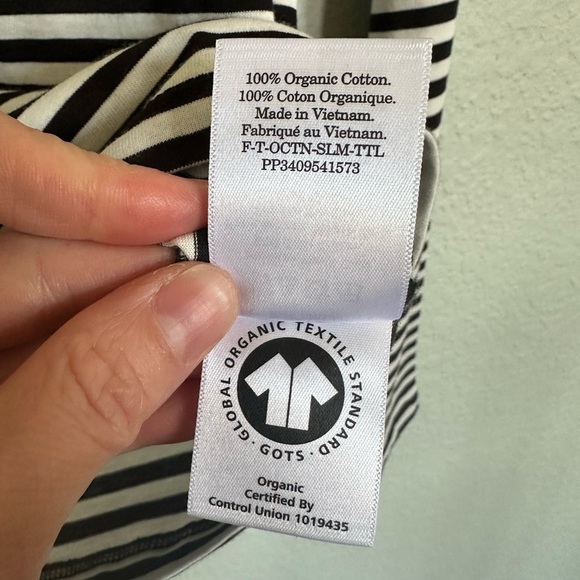 100% Organic Cotton.
100% Coton Organique.
Made in Vietnam.
Fabriqué au Vietnam.
F-T-OCTN-SLM-TTL
PP3409541573
GLOBAL ORGANIC TEXTILE STANDARD
· GOTS ·
Organic
Certified By
Control Union 1019435